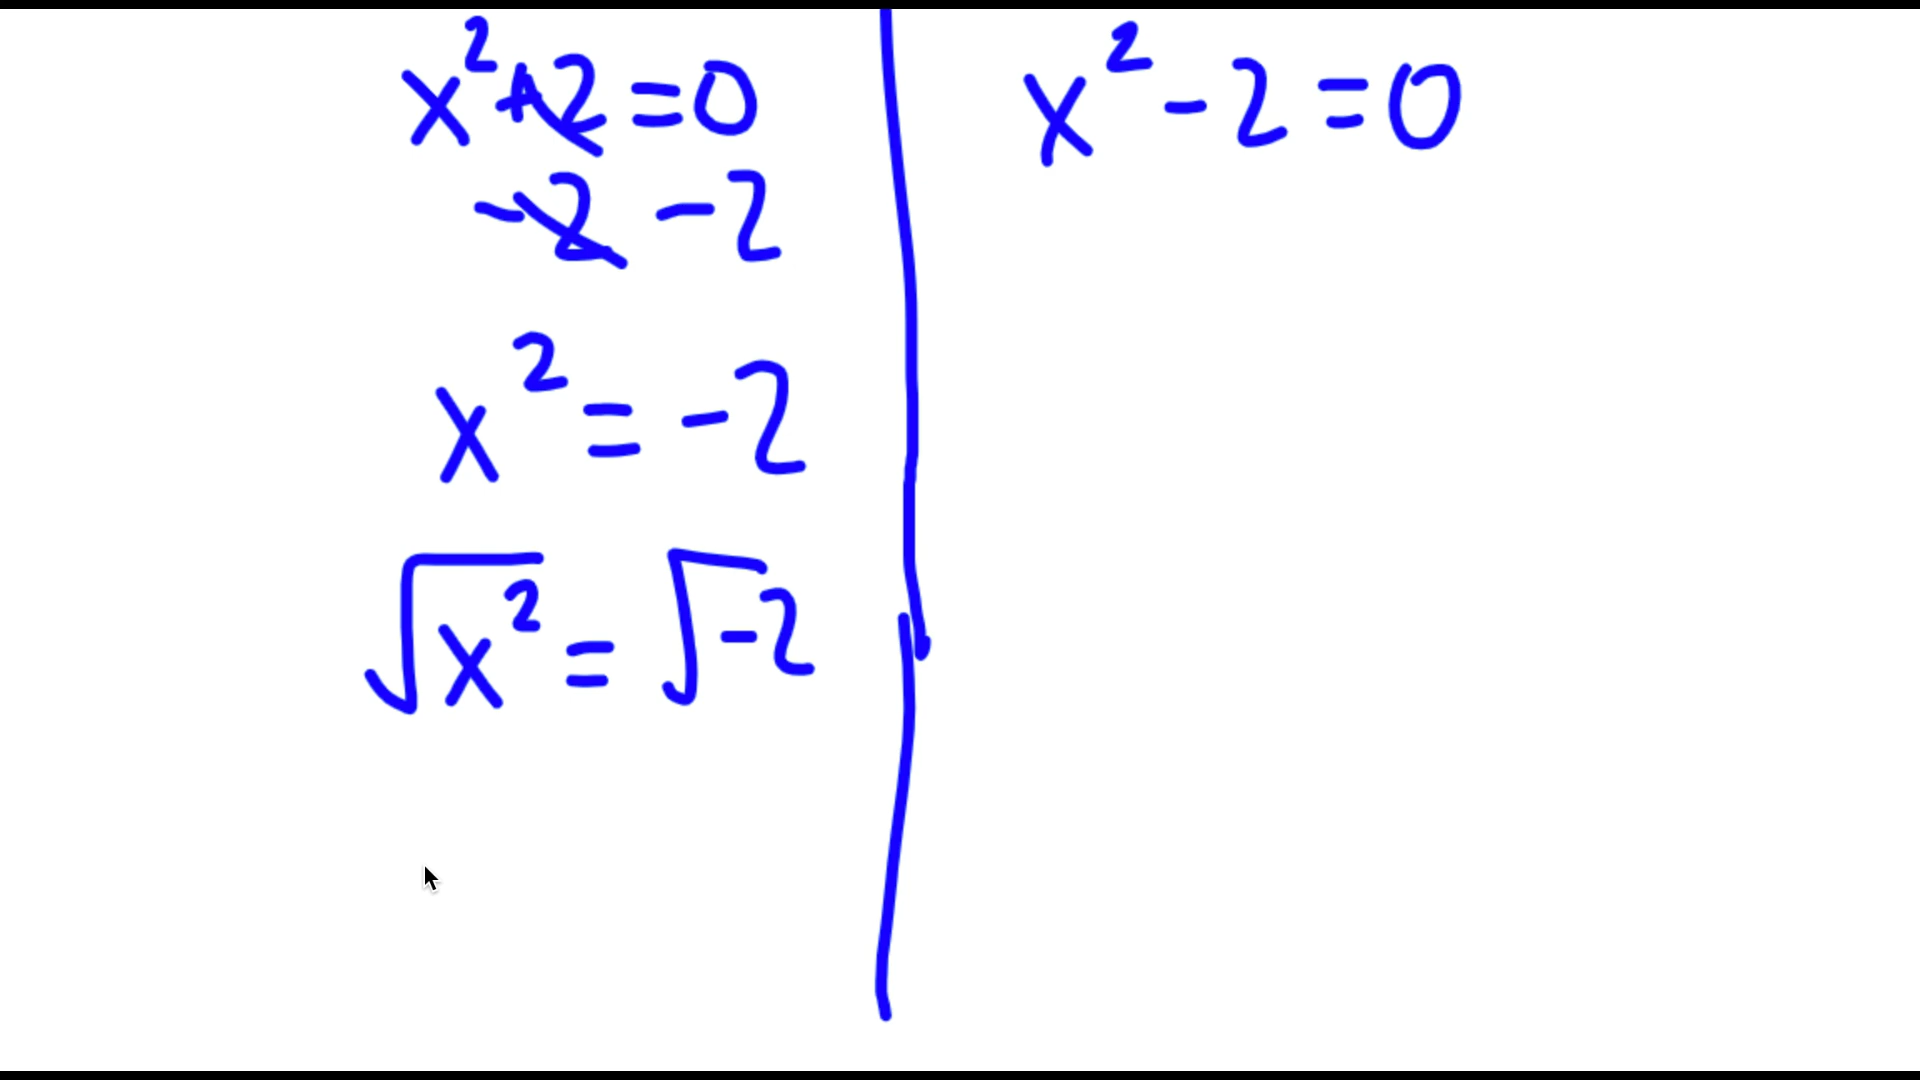 x²+2=0
-2 -2
x² = -2
√x² = √-2
x²-2=0